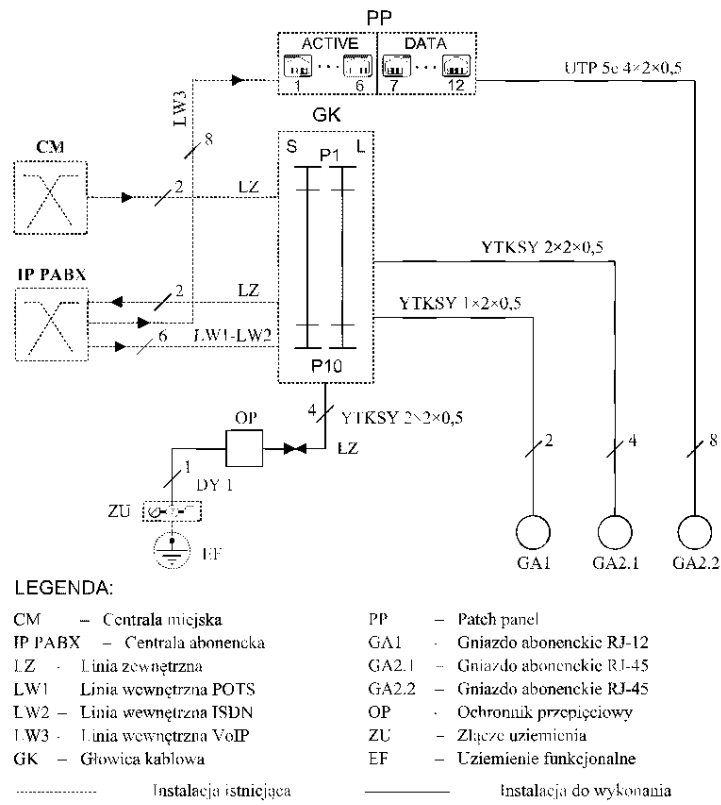 PP
ACTIVE DATA
1 6 7 12
UTP 5e 4×2×0,5
LW3
8
GK
S P1 L
CM
2 LZ
YTKSY 2×2×0,5
IP PABX
2 LZ
YTKSY 1×2×0,5
6 LW1-LW2
P10
4 YTKSY 2×2×0,5
OP
LZ
1
DY 1
2 4 8
ZU
EF
GA1 GA2.1 GA2.2
LEGENDA:
CM – Centrala miejska
IP PABX – Centrala abonencka
LZ - Linia zewnętrzna
LW1 Linia wewnętrzna POTS
LW2 – Linia wewnętrzna ISDN
LW3 - Linia wewnętrzna VoIP
GK – Głowica kablowa
PP – Patch panel
GA1 - Gniazdo abonenckie RJ-12
GA2.1 - Gniazdo abonenckie RJ-45
GA2.2 – Gniazdo abonenckie RJ-45
OP - Ochronnik przepięciowy
ZU - Złącze uziemienia
EF – Uziemienie funkcjonalne
Instalacja istniejąca
Instalacja do wykonania